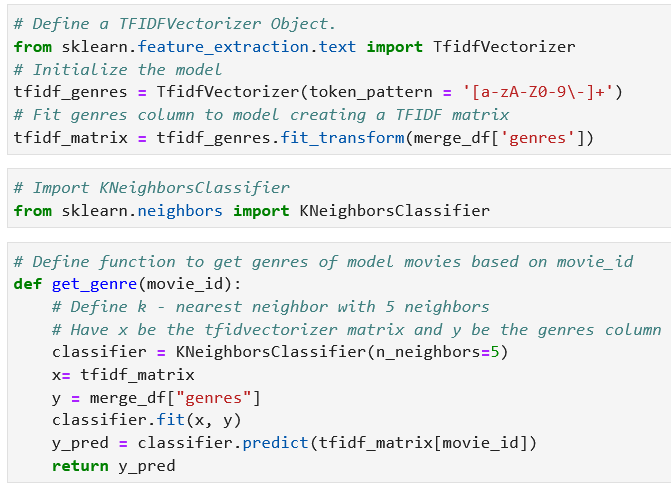 # Define a TFIDFVectorizer Object.
from sklearn.feature_extraction.text import TfidfVectorizer
# Initialize the model
tfidf_genres = TfidfVectorizer(token_pattern = '[a-zA-Z0-9\-]+')
# Fit genres column to model creating a TFIDF matrix
tfidf_matrix = tfidf_genres.fit_transform(merge_df['genres'])
# Import KNeighborsClassifier
from sklearn.neighbors import KNeighborsClassifier
# Define function to get genres of model movies based on movie_id
def get_genre(movie_id):
    # Define k - nearest neighbor with 5 neighbors
    # Have x be the tfidvectorizer matrix and y be the genres column
    classifier = KNeighborsClassifier(n_neighbors=5)
    x= tfidf_matrix
    y = merge_df["genres"]
    classifier.fit(x, y)
    y_pred = classifier.predict(tfidf_matrix[movie_id])
    return y_pred